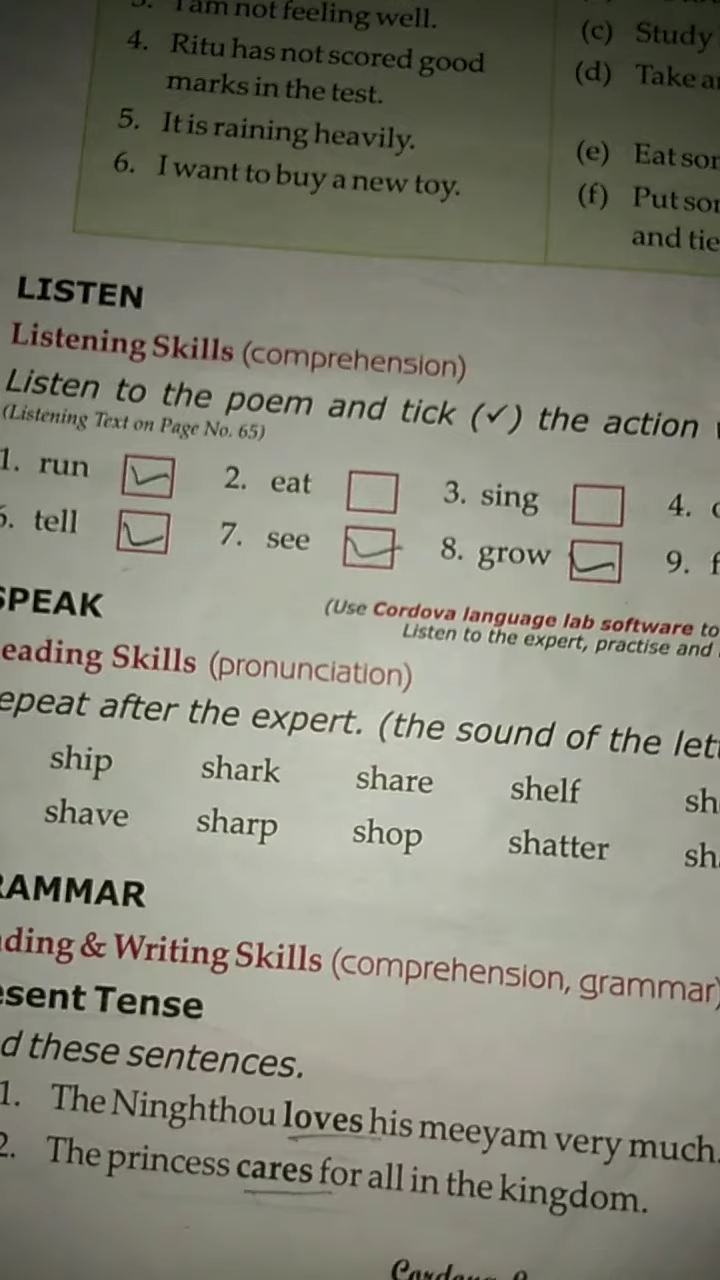 3. I am not feeling well.
(c) Study
4. Ritu has not scored good
marks in the test.
(d) Take
5. It is raining heavily.
(e) Eat
6. I want to buy a new toy.
(f) Put
and tie
LISTEN
Listening Skills (comprehension)
Listen to the poem and tick (✓) the action
(Listening Text on Page No. 65)
1. run 2. eat 3. sing 4.
tell 7. see 8. grow 9.
SPEAK
(Use Cordova language lab software to
Listen to the expert, practise and
eading Skills (pronunciation)
epeat after the expert. (the sound of the
ship shark share shelf sh
shave sharp shop shatter sh
RAMMAR
ding & Writing Skills (comprehension, grammar)
esent Tense
d these sentences.
1. The Ninghthou loves his meeyam very much.
2. The princess cares for all in the kingdom.